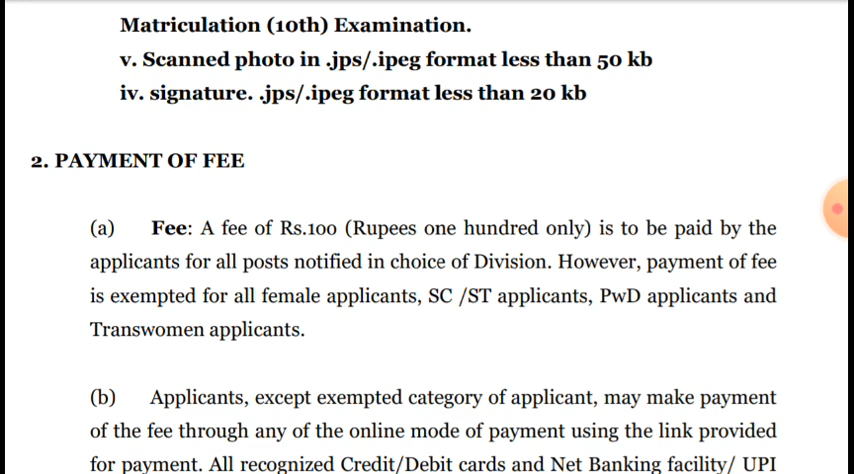 Matriculation (10th) Examination.
v. Scanned photo in .jps/.ipeg format less than 50 kb
iv. signature. .jps/.ipeg format less than 20 kb
2. PAYMENT OF FEE
(a) Fee: A fee of Rs.100 (Rupees one hundred only) is to be paid by the
applicants for all posts notified in choice of Division. However, payment of fee
is exempted for all female applicants, SC /ST applicants, PwD applicants and
Transwomen applicants.
(b) Applicants, except exempted category of applicant, may make payment
of the fee through any of the online mode of payment using the link provided
for payment. All recognized Credit/Debit cards and Net Banking facility/ UPI